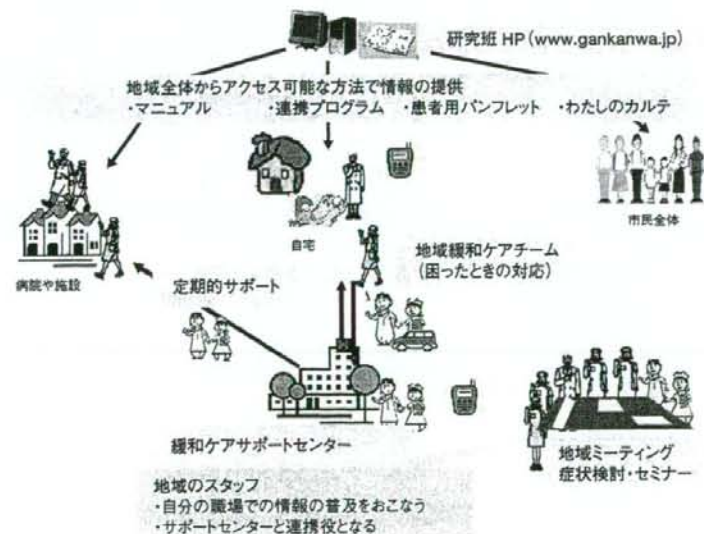 研究班 HP(www.gankanwa.jp)
地域全体からアクセス可能な方法で情報の提供
・マニュアル ・連携プログラム ・患者用パンフレット ・わたしのカルテ
市民全体
自宅
地域緩和ケアチーム
(困ったときの対応)
病院や施設
定期的サポート
緩和ケアサポートセンター
地域ミーティング
症状検討・セミナー
地域のスタッフ
・自分の職場での情報の普及をおこなう
・サポートセンターと連携役となる